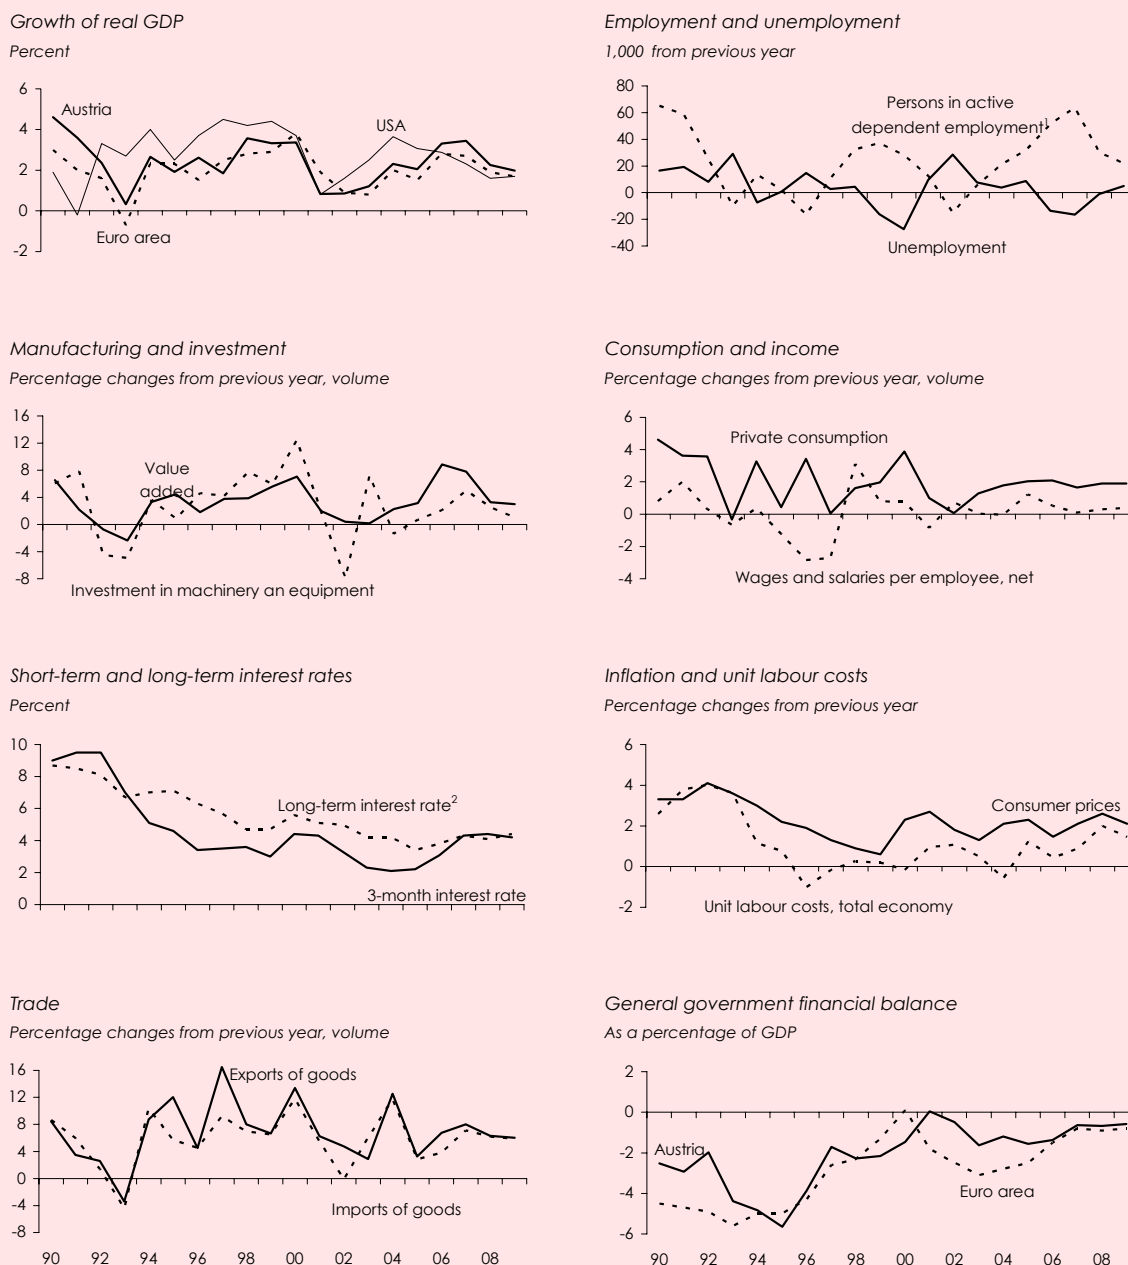 Growth of real GDP
Percent
6
4
2
0
-2
Austria
USA
Euro area
Employment and unemployment
1,000 from previous year
80
60
40
20
0
-20
-40
Persons in active
dependent employment1
Unemployment
Manufacturing and investment
Percentage changes from previous year, volume
16
12
8
4
0
-4
-8
Value
added
Investment in machinery an equipment
Consumption and income
Percentage changes from previous year, volume
6
4
2
0
-2
-4
Private consumption
Wages and salaries per employee, net
Short-term and long-term interest rates
Percent
10
8
6
4
2
0
Long-term interest rate2
3-month interest rate
Inflation and unit labour costs
Percentage changes from previous year
6
4
2
0
-2
Consumer prices
Unit labour costs, total economy
Trade
Percentage changes from previous year, volume
16
12
8
4
0
-4
-8
Exports of goods
Imports of goods
90 92 94 96 98 00 02 04 06 08
General government financial balance
As a percentage of GDP
2
0
-2
-4
-6
Austria
Euro area
90 92 94 96 98 00 02 04 06 08